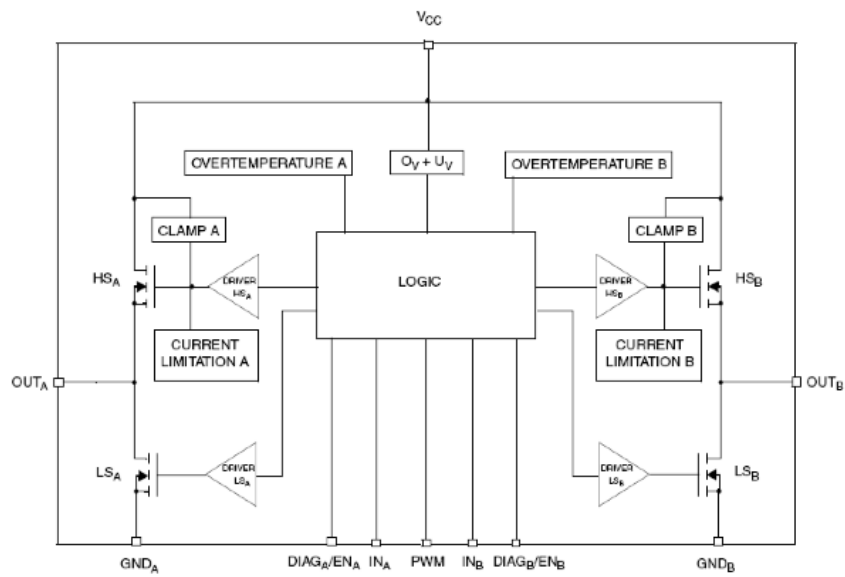 VCC
OVERTEMPERATURE A
OV + UV
OVERTEMPERATURE B
CLAMP A
CLAMP B
HSA
DRIVER
HSA
LOGIC
DRIVER
HSB
HSB
CURRENT
LIMITATION A
CURRENT
LIMITATION B
OUTA
OUTB
LSA
DRIVER
LSA
DRIVER
LSB
LSB
GNDA
DIAGA/ENA
INA
PWM
INB
DIAGB/ENB
GNDB